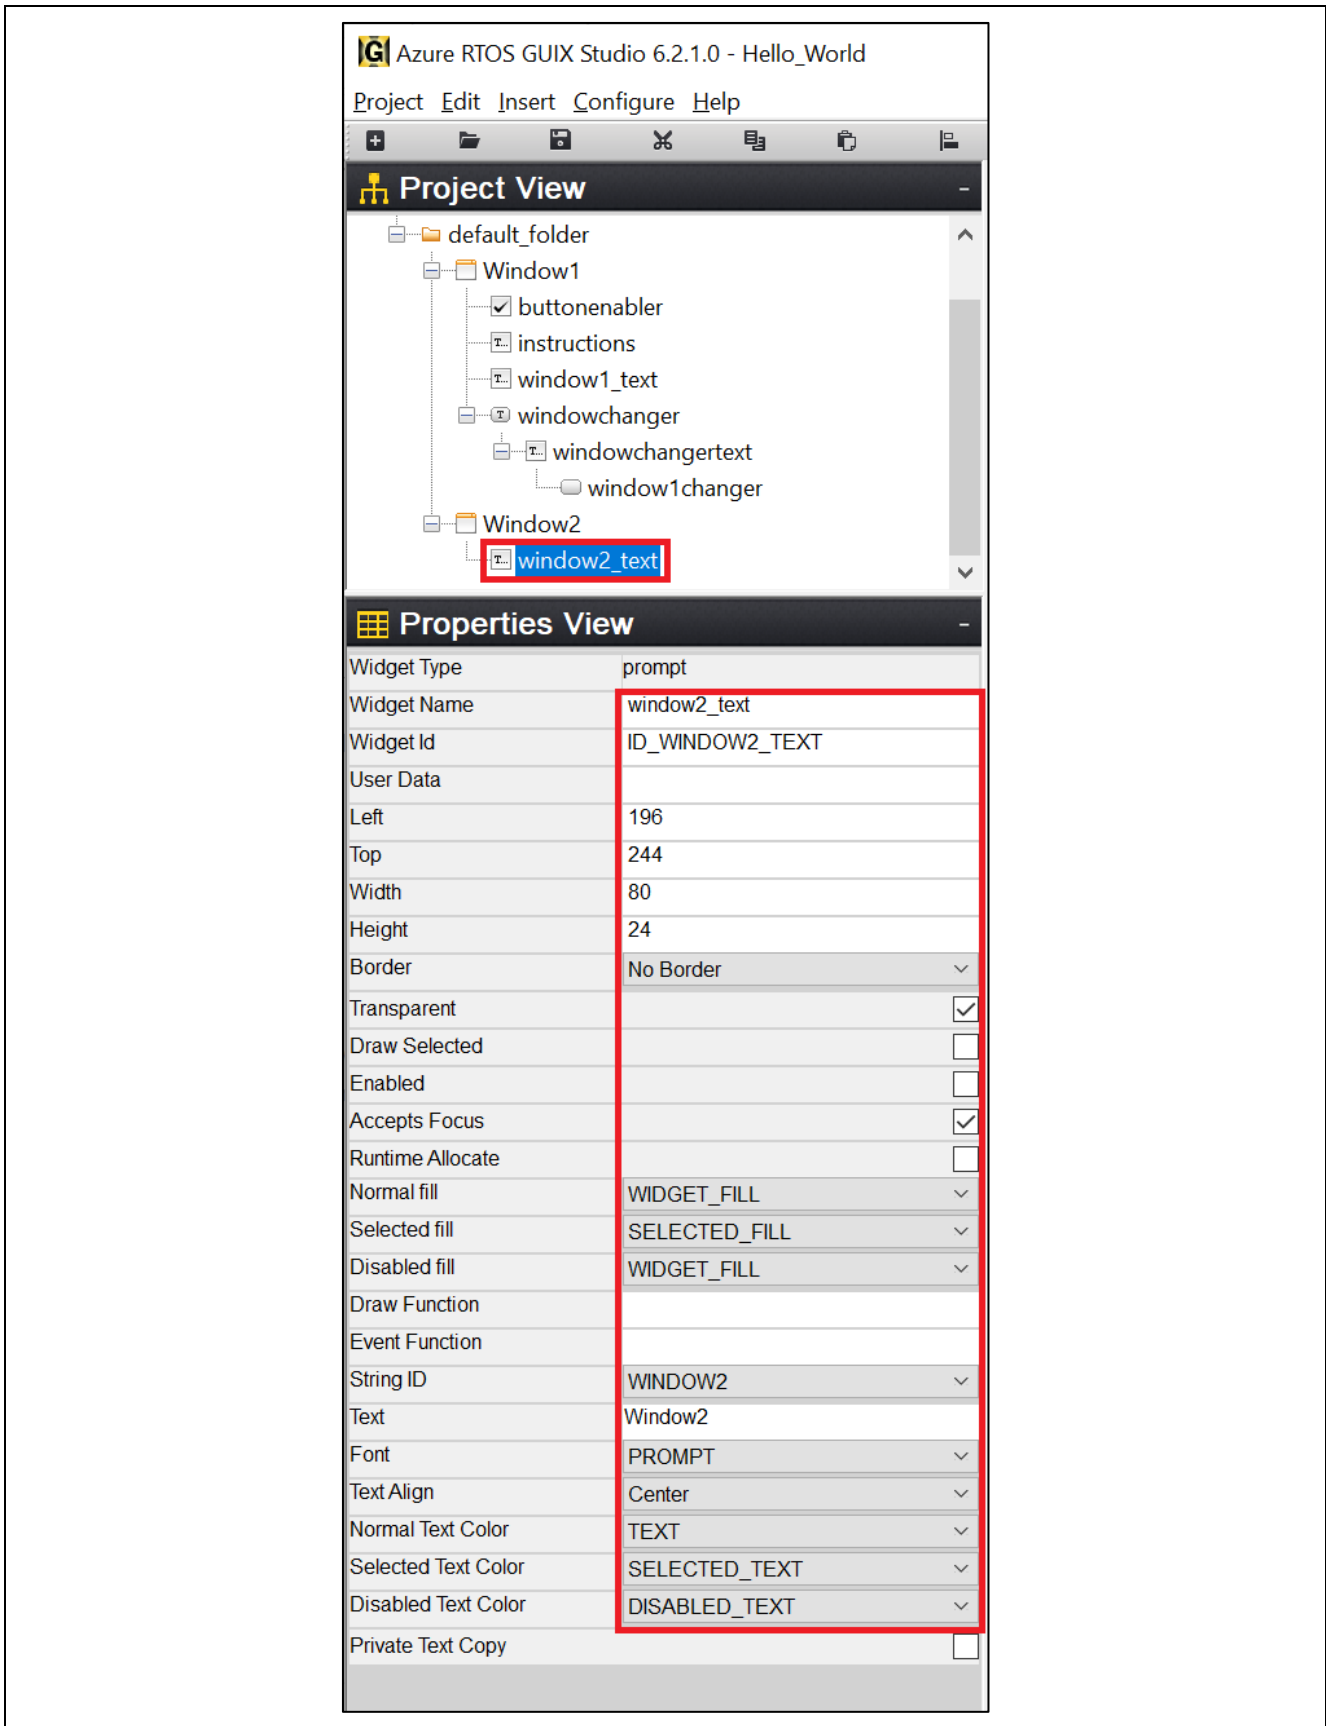 Azure RTOS GUIX Studio 6.2.1.0 - Hello_World
Project Edit Insert Configure Help
Project View
default_folder
Window1
buttonenabler
instructions
window1_text
windowchanger
windowchangertext
window1changer
Window2
window2_text
Properties View
Widget Type prompt
Widget Name window2_text
Widget Id ID_WINDOW2_TEXT
User Data
Left 196
Top 244
Width 80
Height 24
Border No Border
Transparent
Draw Selected
Enabled
Accepts Focus
Runtime Allocate
Normal fill WIDGET_FILL
Selected fill SELECTED_FILL
Disabled fill WIDGET_FILL
Draw Function
Event Function
String ID WINDOW2
Text Window2
Font PROMPT
Text Align Center
Normal Text Color TEXT
Selected Text Color SELECTED_TEXT
Disabled Text Color DISABLED_TEXT
Private Text Copy